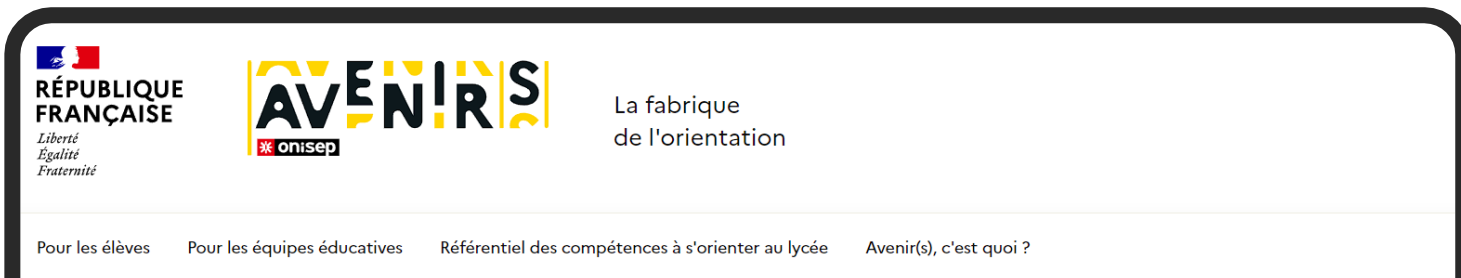 RÉPUBLIQUE
FRANÇAISE
Liberté
Égalité
Fraternité
AVENIRS
onisep
La fabrique
de l'orientation
Pour les élèves
Pour les équipes éducatives
Référentiel des compétences à s'orienter au lycée
Avenir(s), c'est quoi ?